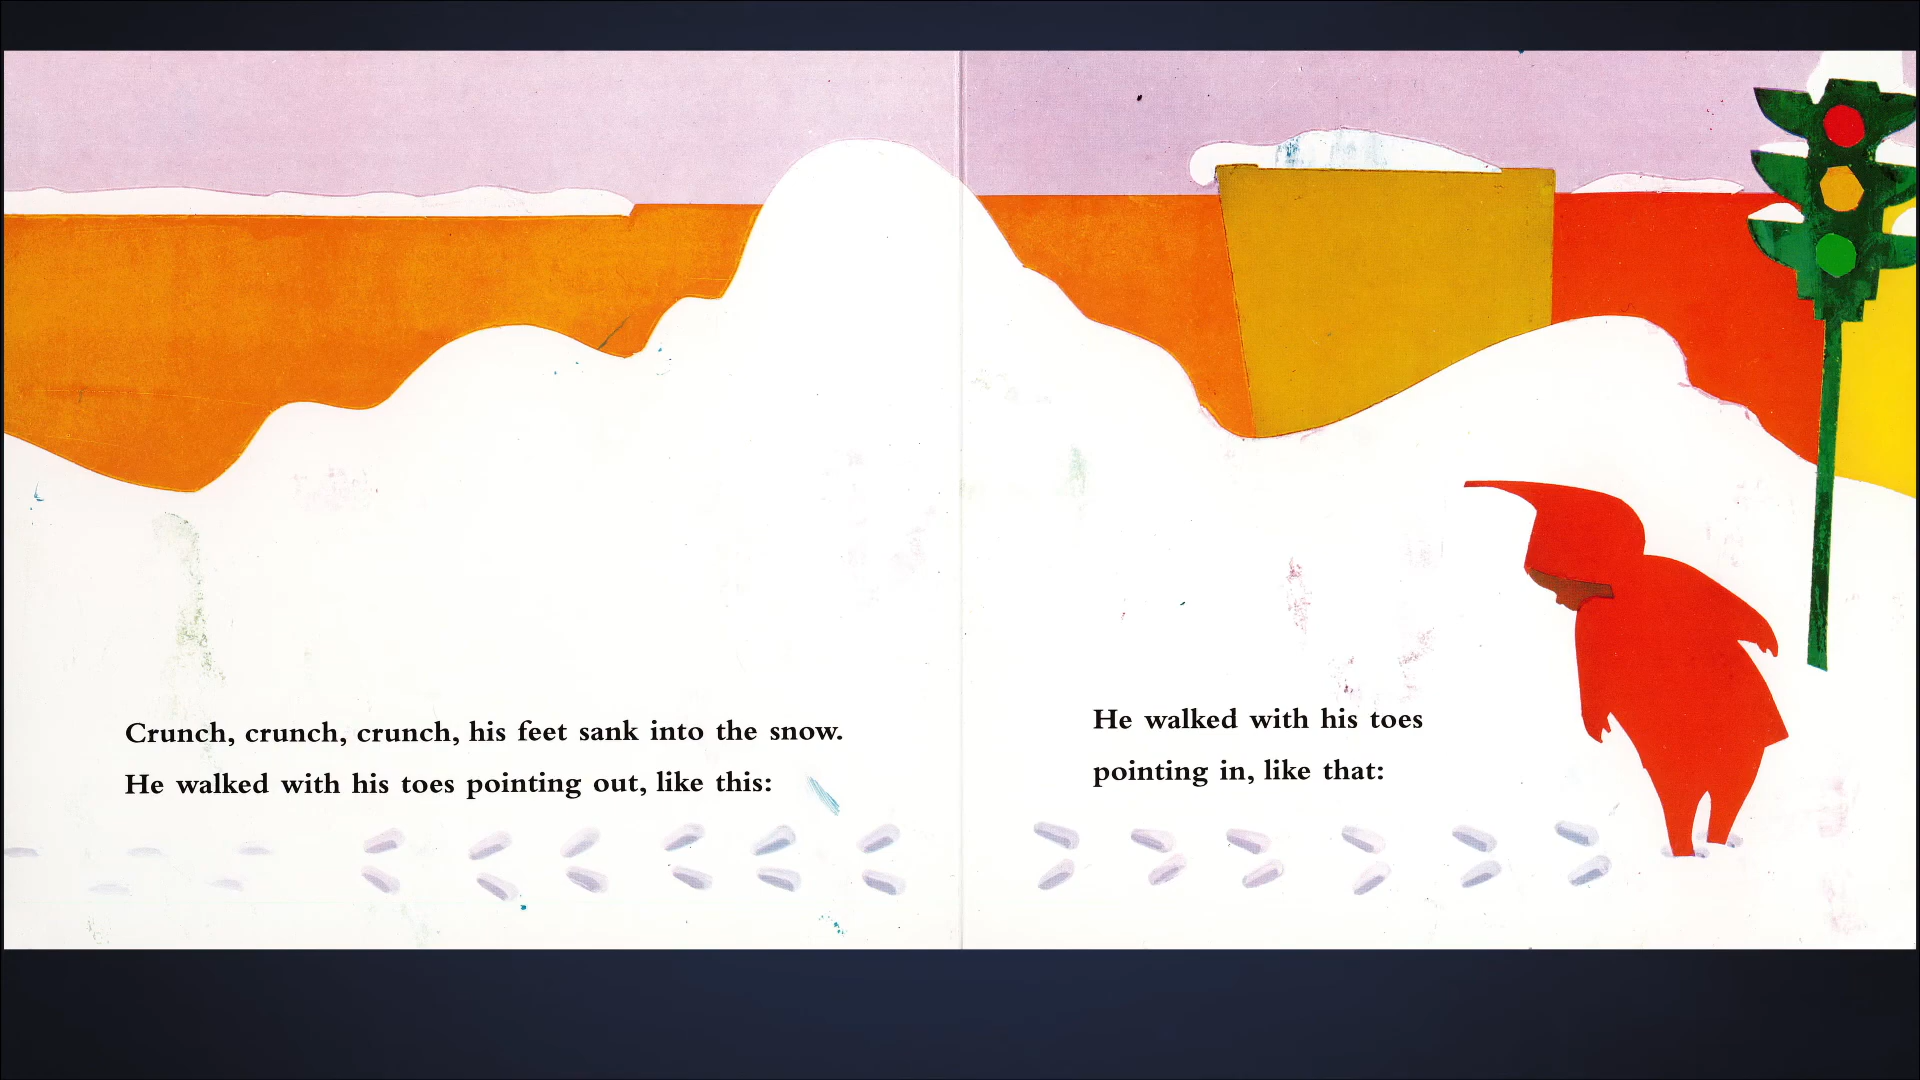 Crunch, crunch, crunch, his feet sank into the snow.
He walked with his toes pointing out, like this:
He walked with his toes
pointing in, like that: